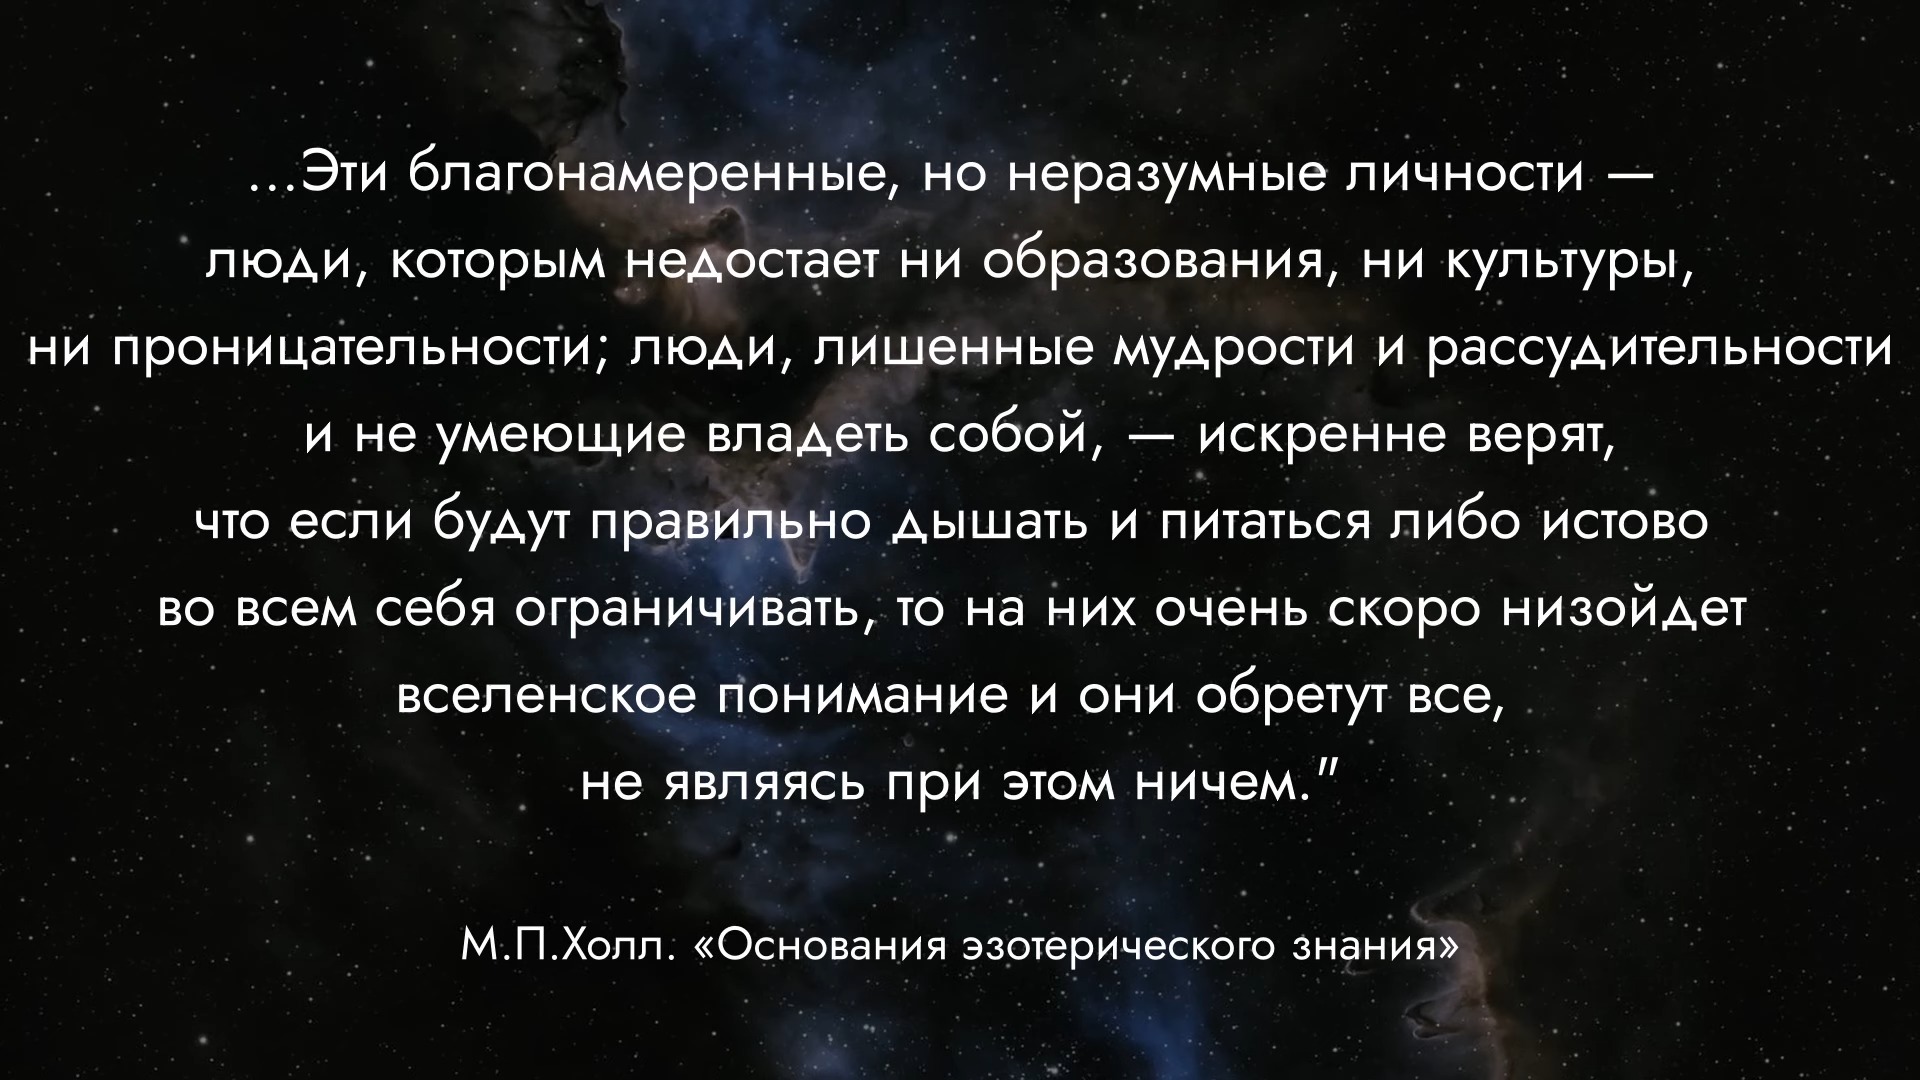 ...Эти благонамеренные, но неразумные личности —
люди, которым недостает ни образования, ни культуры,
ни проницательности; люди, лишенные мудрости и рассудительности
и не умеющие владеть собой, — искренне верят,
что если будут правильно дышать и питаться либо истово
во всем себя ограничивать, то на них очень скоро низойдет
вселенское понимание и они обретут все,
не являясь при этом ничем."
М.П.Холл. «Основания эзотерического знания»